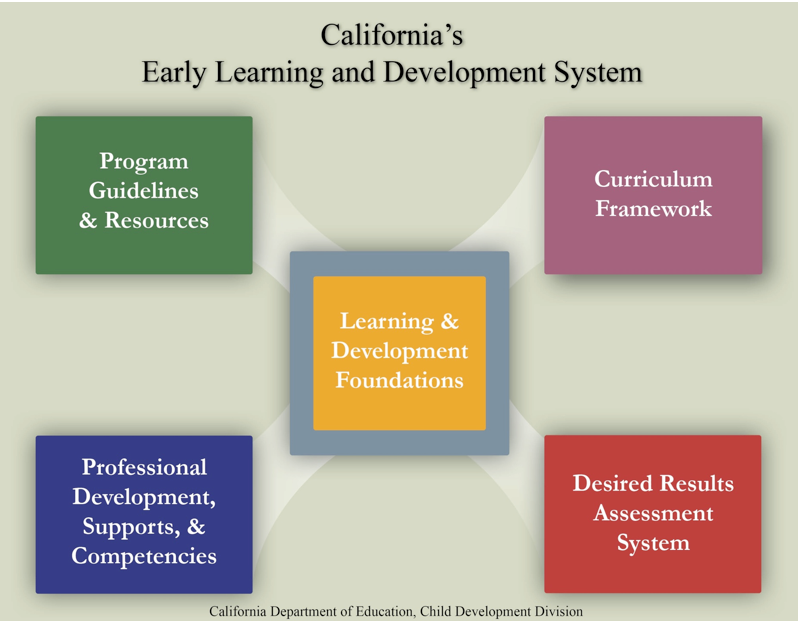 California’s
Early Learning and Development System
Program
Guidelines
& Resources
Curriculum
Framework
Learning &
Development
Foundations
Professional
Development,
Supports, &
Competencies
Desired Results
Assessment
System
California Department of Education, Child Development Division